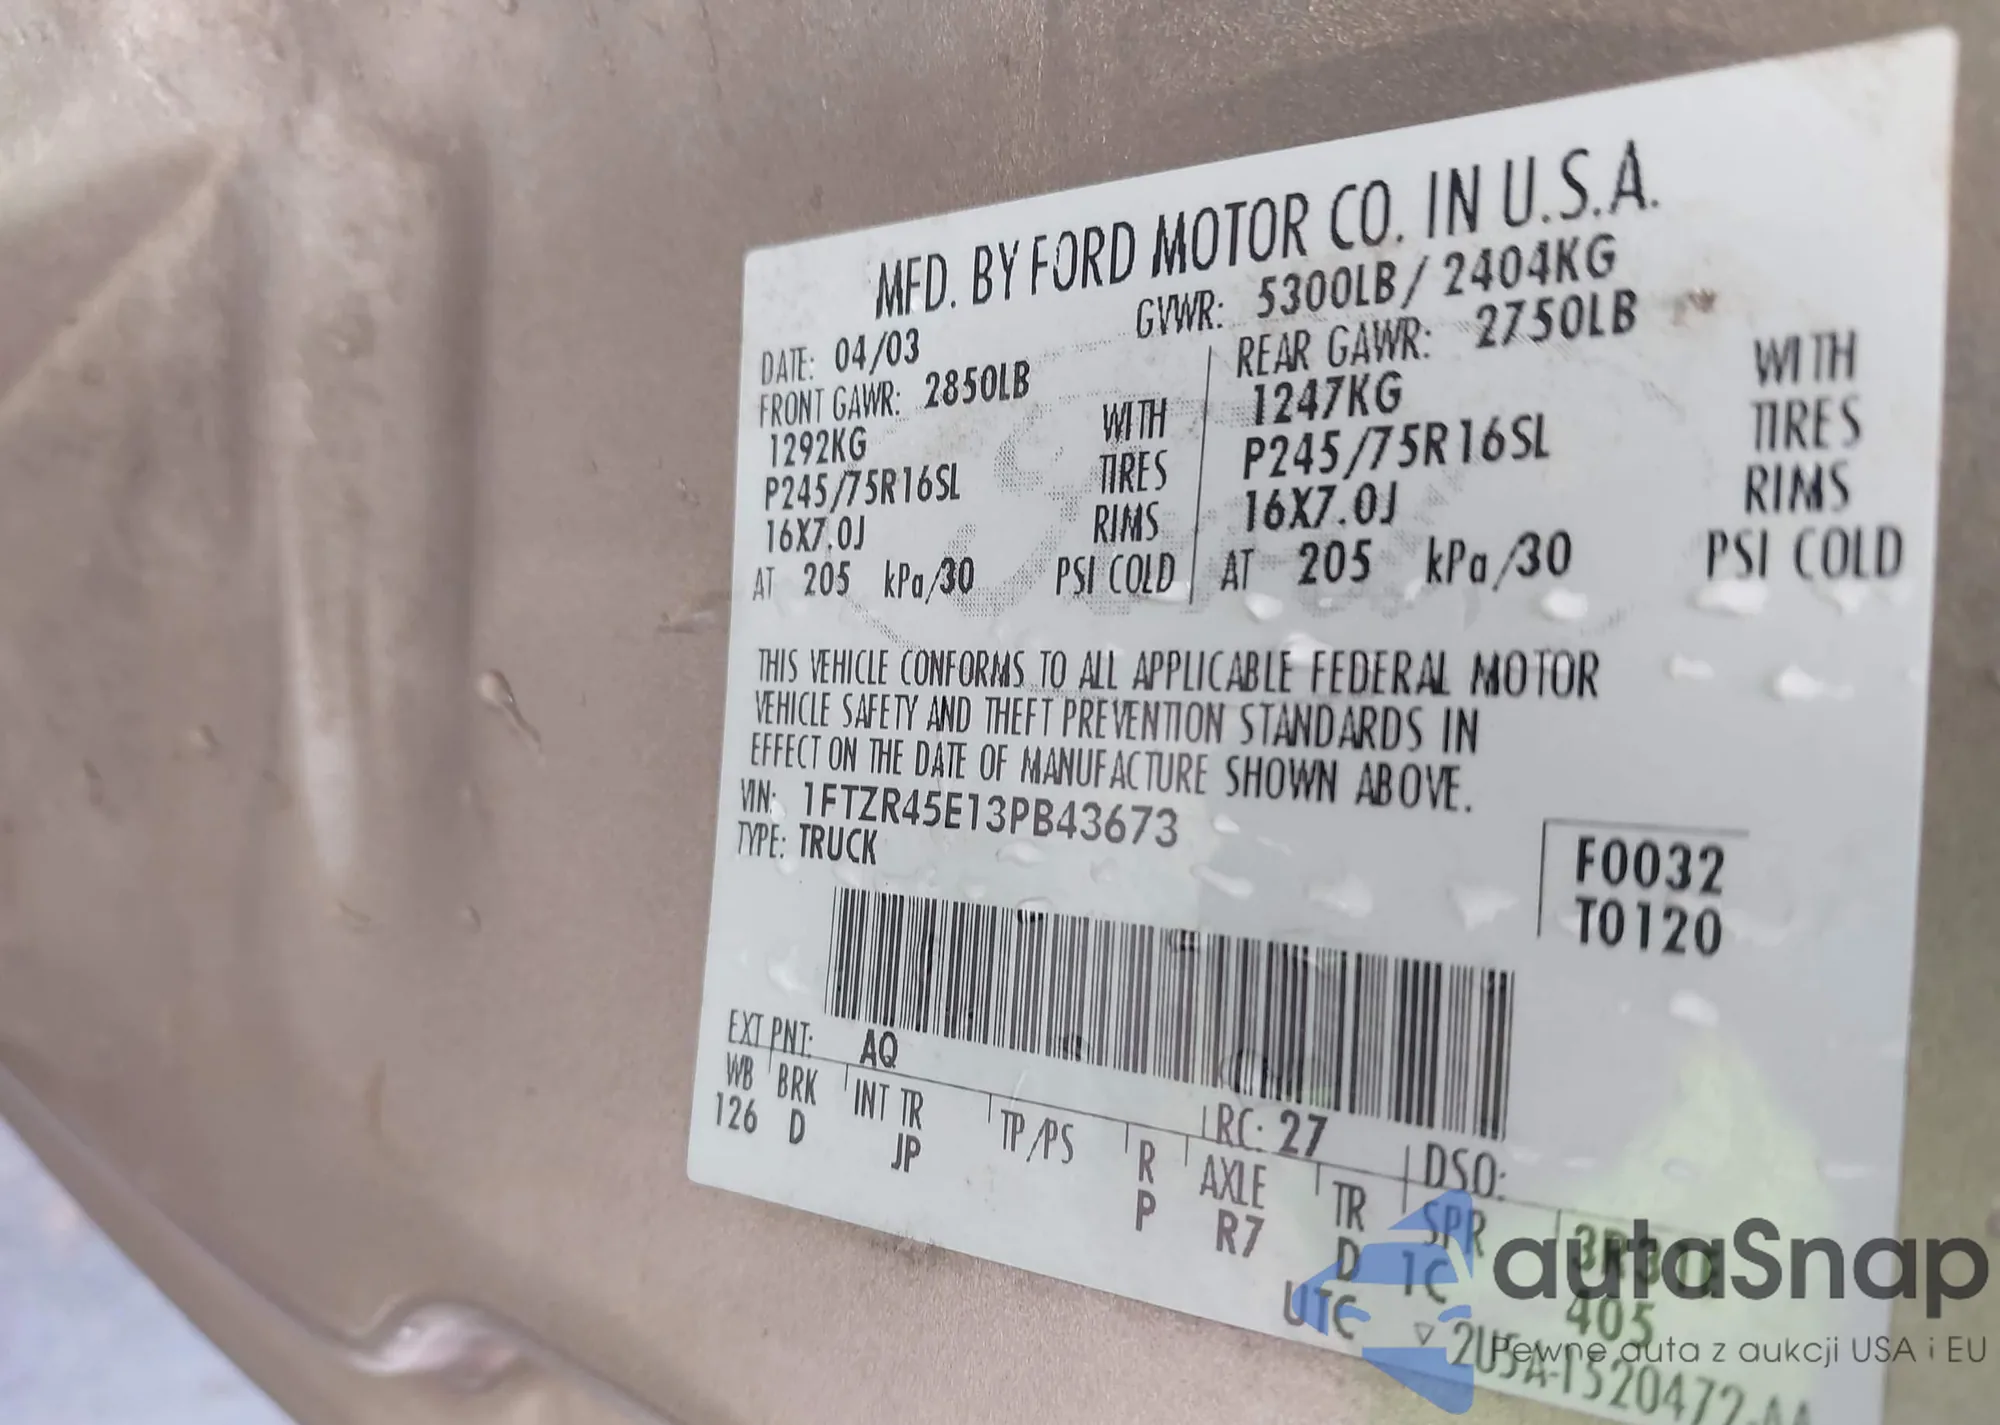 MFD. BY FORD MOTOR CO. IN U.S.A.
DATE: 04/03 GVWR: 5300LB / 2404KG
FRONT GAWR: 2850LB REAR GAWR: 2750LB
1292KG WITH 1247KG WITH
P245/75R16SL TIRES P245/75R16SL TIRES
16X7.0J RIMS 16X7.0J RIMS
AT 205 kPa/30 PSI COLD AT 205 kPa/30 PSI COLD
THIS VEHICLE CONFORMS TO ALL APPLICABLE FEDERAL MOTOR
VEHICLE SAFETY AND THEFT PREVENTION STANDARDS IN
EFFECT ON THE DATE OF MANUFACTURE SHOWN ABOVE.
VIN: 1FTZR45E13PB43673
TYPE: TRUCK
F0032
T0120
EXT PNT: AQ RC: 27 DSO:
WB BRK INT TR TP/PS R AXLE TR SPR
126 D JP P R7 D 1C
UTC 405
autaSnap
Pewne auta z aukcji USA i EU